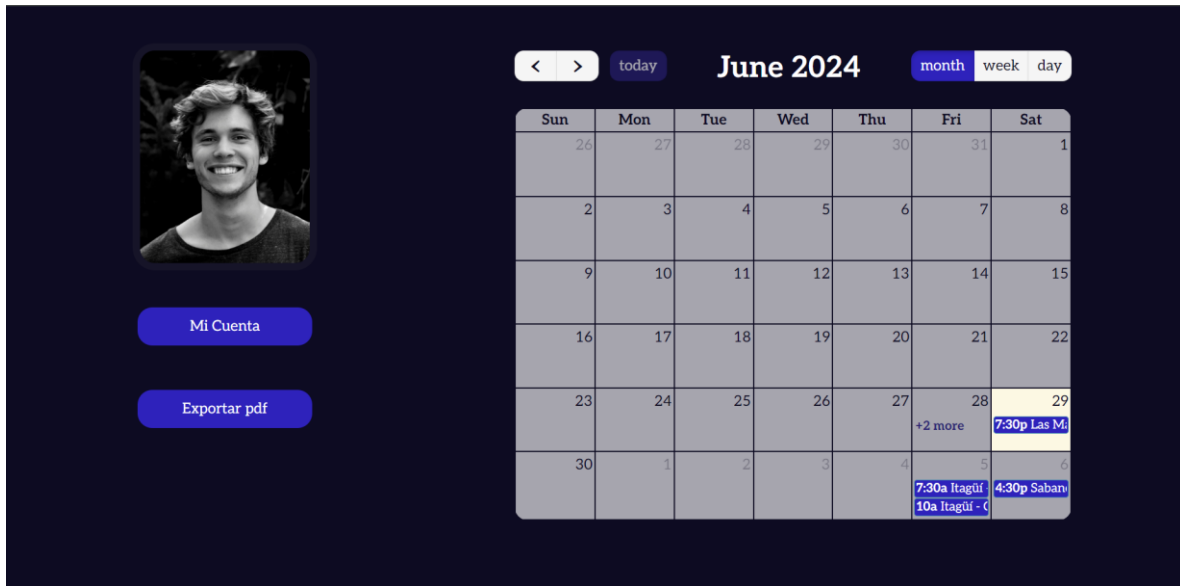 Mi Cuenta
Exportar pdf
today
June 2024
month week day
Sun Mon Tue Wed Thu Fri Sat
26 27 28 29 30 31 1
2 3 4 5 6 7 8
9 10 11 12 13 14 15
16 17 18 19 20 21 22
23 24 25 26 27 28 29
+2 more 7:30p Las Ma
30 1 2 3 4 5 6
7:30a Itagüí - 4:30p Saban
10a Itagüí -